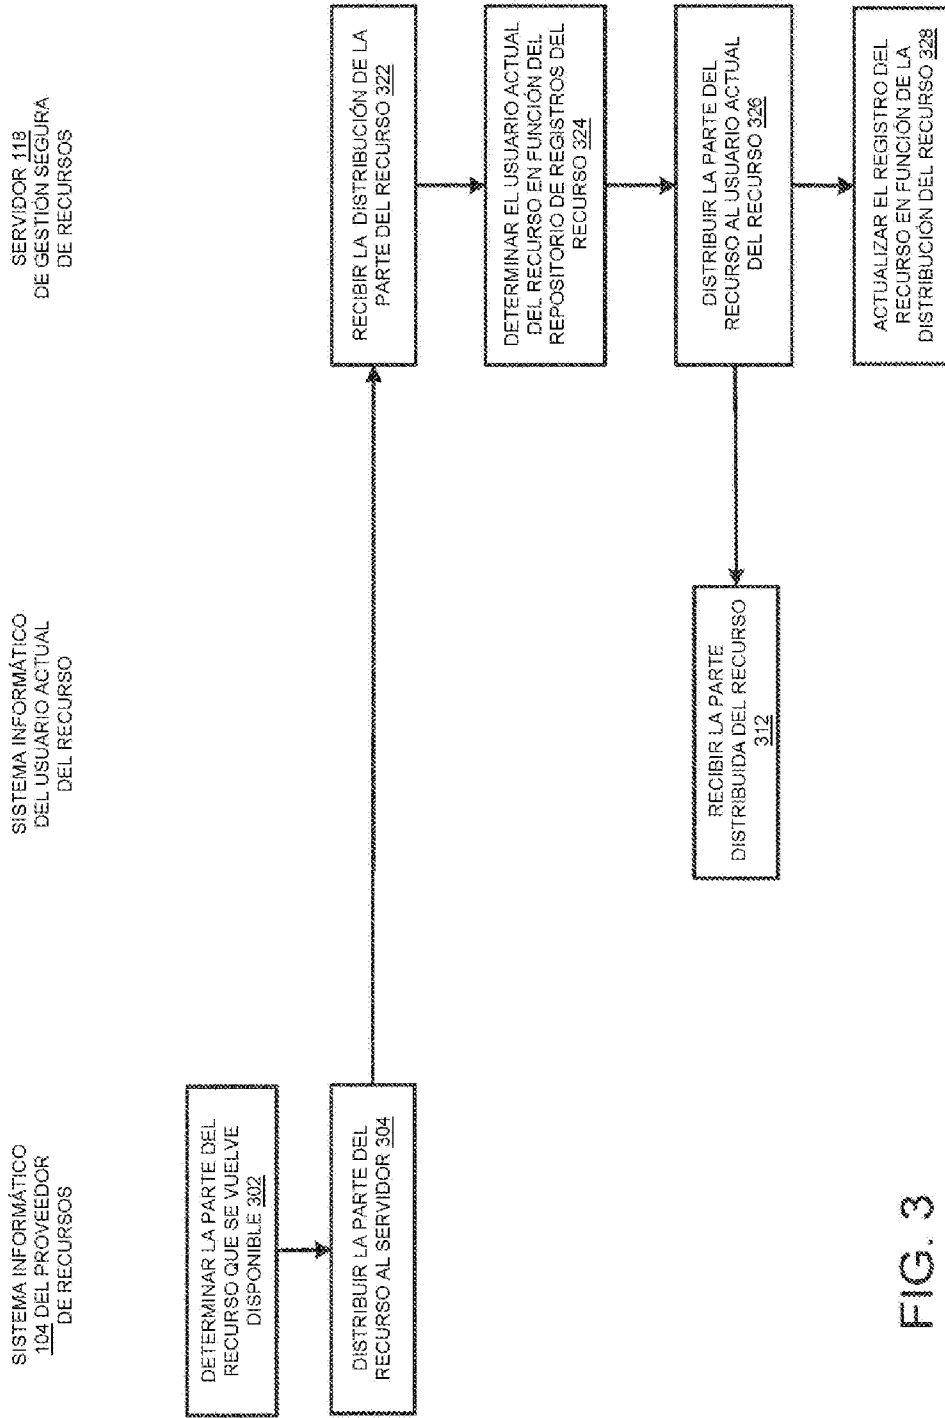 SISTEMA INFORMÁTICO
104 DEL PROVEEDOR
DE RECURSOS
SISTEMA INFORMÁTICO
DEL USUARIO ACTUAL
DEL RECURSO
SERVIDOR 118
DE GESTIÓN SEGURA
DE RECURSOS
DETERMINAR LA PARTE DEL
RECURSO QUE SE VUELVE
DISPONIBLE 302
DISTRIBUIR LA PARTE DEL
RECURSO AL SERVIDOR 304
RECIBIR LA DISTRIBUCIÓN DE LA
PARTE DEL RECURSO 322
DETERMINAR EL USUARIO ACTUAL
DEL RECURSO EN FUNCIÓN DEL
REPOSITORIO DE REGISTROS DEL
RECURSO 324
DISTRIBUIR LA PARTE DEL
RECURSO AL USUARIO ACTUAL
DEL RECURSO 326
RECIBIR LA PARTE
DISTRIBUIDA DEL RECURSO
312
ACTUALIZAR EL REGISTRO DEL
RECURSO EN FUNCIÓN DE LA
DISTRIBUCIÓN DEL RECURSO 328
FIG. 3